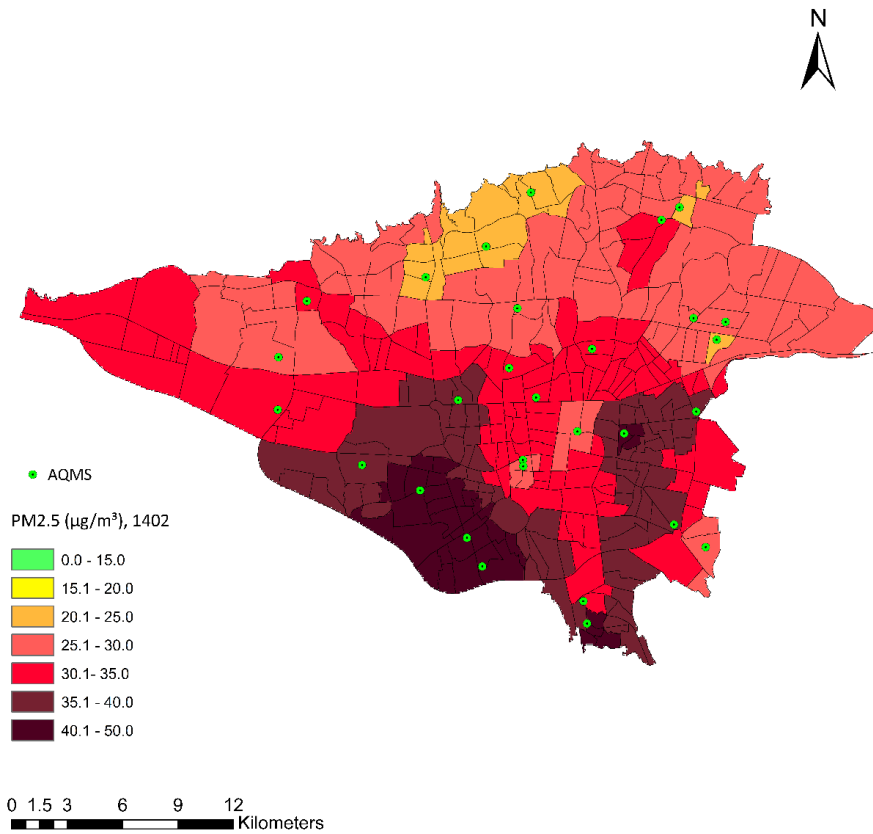 N
AQMS
PM2.5 (µg/m³), 1402
0.0 - 15.0
15.1 - 20.0
20.1 - 25.0
25.1 - 30.0
30.1- 35.0
35.1 - 40.0
40.1 - 50.0
0 1.5 3 6 9 12
Kilometers